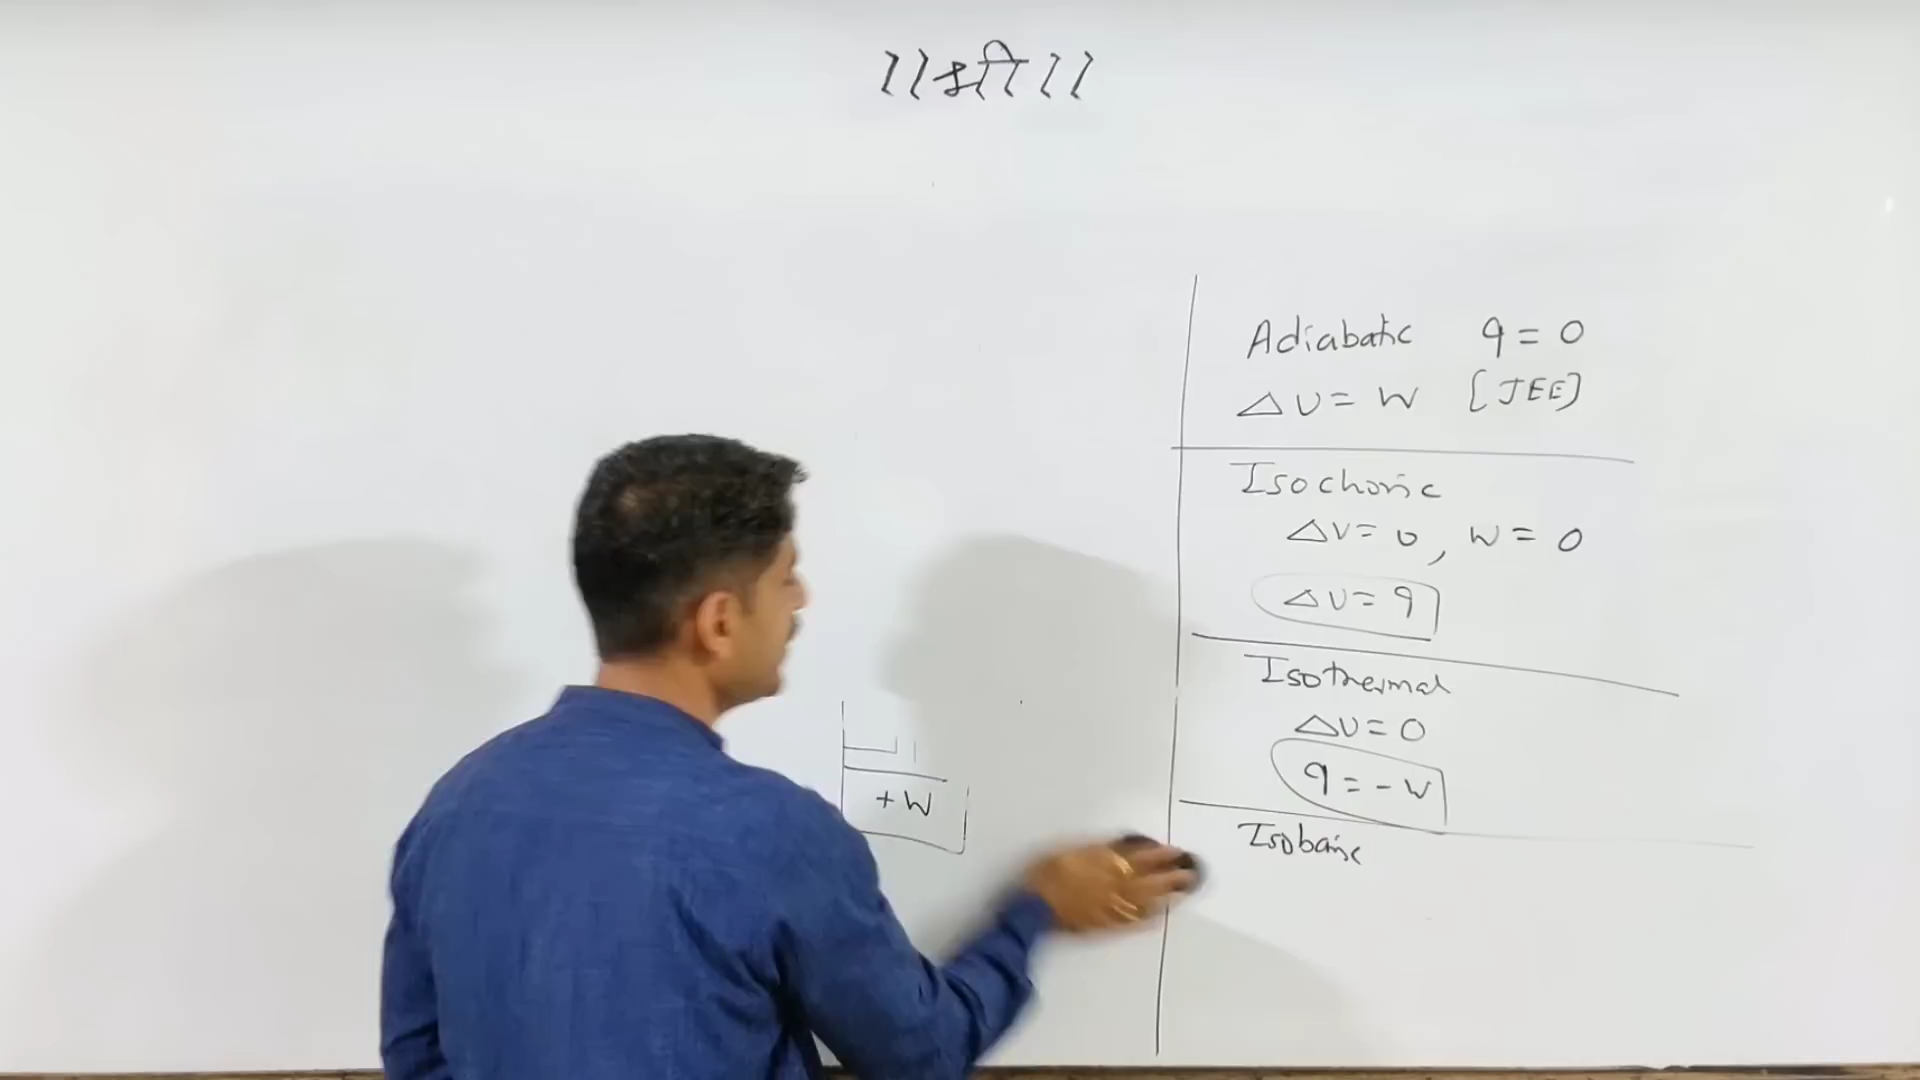 ॥ श्री ॥
+W
Adiabatic q = 0
△U = W [JEE]
Isochoric
△V = 0, W = 0
△U = q
Isothermal
△U = 0
q = -W
Isobaric